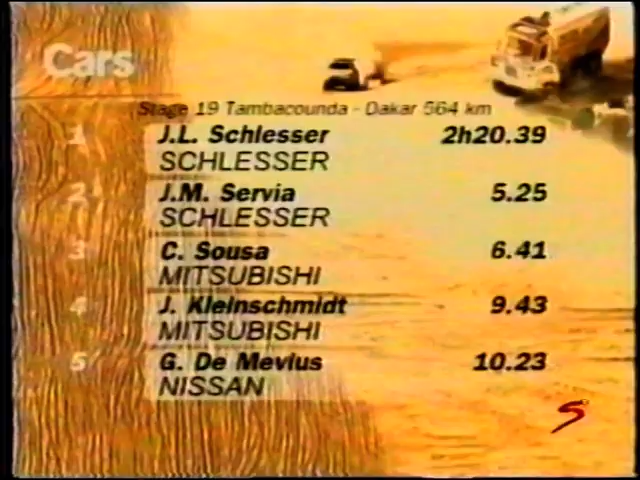 Cars
Stage 19 Tambacounda - Dakar 564 km
1 J.L. Schlesser 2h20.39
SCHLESSER
2 J.M. Servia 5.25
SCHLESSER
3 C. Sousa 6.41
MITSUBISHI
4 J. Kleinschmidt 9.43
MITSUBISHI
5 G. De Mevius 10.23
NISSAN
S